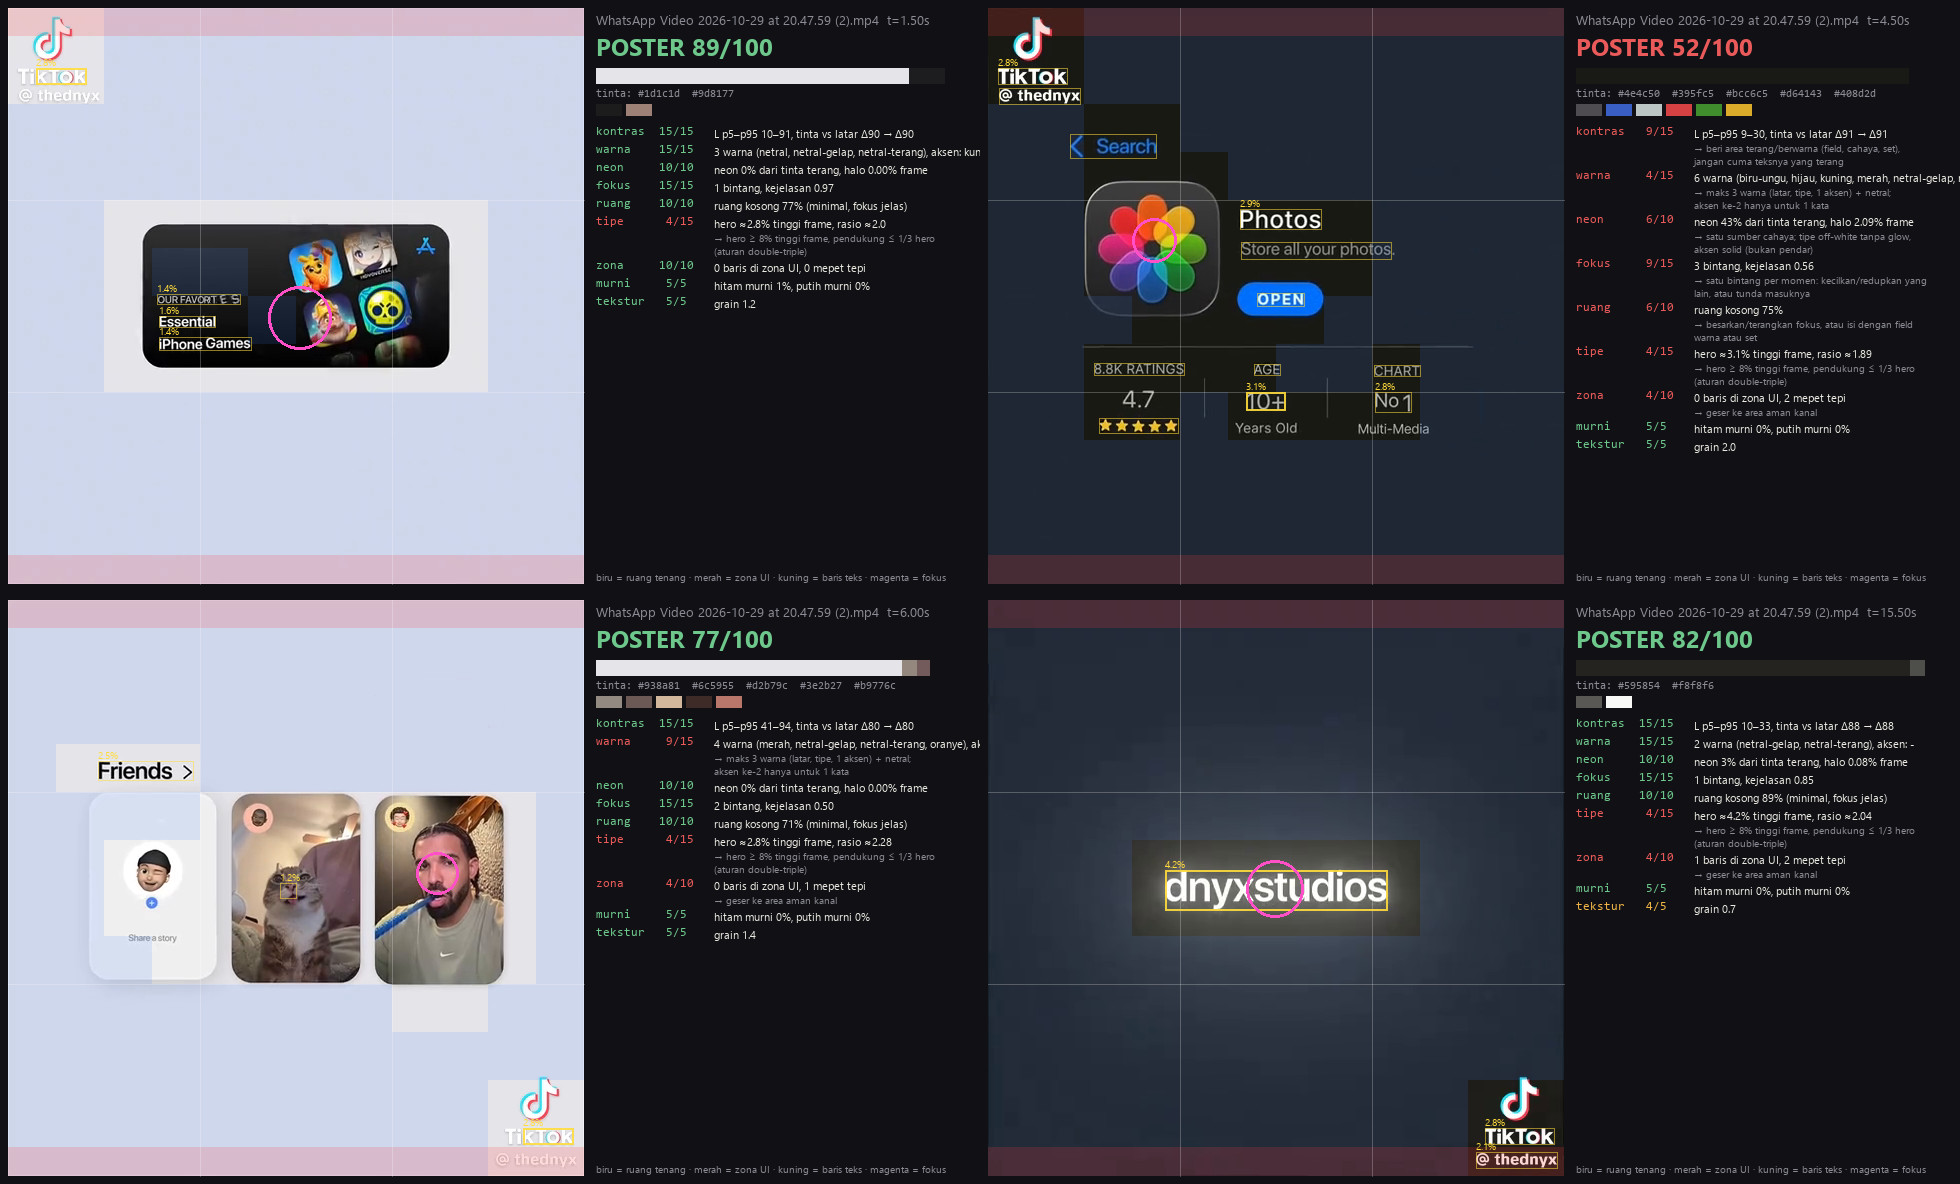 TikTok
@ thednyx
OUR FAVORITES
Essential
iPhone Games
HOYOVERSE
1.4%
1.6%
1.4%
WhatsApp Video 2026-10-29 at 20.47.59 (2).mp4 t=1.50s
POSTER 89/100
tinta: #1d1c1d #9d8177
kontras 15/15 L p5–p95 10–91, tinta vs latar Δ90 → Δ90
warna 15/15 3 warna (netral, netral-gelap, netral-terang), aksen: kun
neon 10/10 neon 0% dari tinta terang, halo 0.00% frame
fokus 15/15 1 bintang, kejelasan 0.97
ruang 10/10 ruang kosong 77% (minimal, fokus jelas)
tipe 4/15 hero ≈2.8% tinggi frame, rasio ≈2.0
→ hero ≥ 8% tinggi frame, pendukung ≤ 1/3 hero
(aturan double-triple)
zona 10/10 0 baris di zona UI, 0 mepet tepi
murni 5/5 hitam murni 1%, putih murni 0%
tekstur 5/5 grain 1.2
biru = ruang tenang · merah = zona UI · kuning = baris teks · magenta = fokus
2.8%
TikTok
@ thednyx
Search
2.9%
Photos
Store all your photos.
OPEN
8.8K RATINGS
4.7
AGE
3.1%
10+
Years Old
CHART
2.8%
No1
Multi-Media
WhatsApp Video 2026-10-29 at 20.47.59 (2).mp4 t=4.50s
POSTER 52/100
tinta: #4e4c50 #395fc5 #bcc6c5 #d64143 #408d2d
kontras 9/15 L p5–p95 9–30, tinta vs latar Δ91 → Δ91
→ beri area terang/berwarna (field, cahaya, set),
jangan cuma teksnya yang terang
warna 4/15 6 warna (biru-ungu, hijau, kuning, merah, netral-gelap, r
→ maks 3 warna (latar, tipe, 1 aksen) + netral;
aksen ke-2 hanya untuk 1 kata
neon 6/10 neon 43% dari tinta terang, halo 2.09% frame
→ satu sumber cahaya; tipe off-white tanpa glow,
aksen solid (bukan pendar)
fokus 9/15 3 bintang, kejelasan 0.56
→ satu bintang per momen: kecilkan/redupkan yang
lain, atau tunda masuknya
ruang 6/10 ruang kosong 75%
→ besarkan/terangkan fokus, atau isi dengan field
warna atau set
tipe 4/15 hero ≈3.1% tinggi frame, rasio ≈1.89
→ hero ≥ 8% tinggi frame, pendukung ≤ 1/3 hero
(aturan double-triple)
zona 4/10 0 baris di zona UI, 2 mepet tepi
→ geser ke area aman kanal
murni 5/5 hitam murni 0%, putih murni 0%
tekstur 5/5 grain 2.0
biru = ruang tenang · merah = zona UI · kuning = baris teks · magenta = fokus
Friends
1.2%
Share a story
TikTok
@ thednyx
WhatsApp Video 2026-10-29 at 20.47.59 (2).mp4 t=6.00s
POSTER 77/100
tinta: #938a81 #6c5955 #d2b79c #3e2b27 #b9776c
kontras 15/15 L p5–p95 41–94, tinta vs latar Δ80 → Δ80
warna 9/15 4 warna (merah, netral-gelap, netral-terang, oranye), ak
→ maks 3 warna (latar, tipe, 1 aksen) + netral;
aksen ke-2 hanya untuk 1 kata
neon 10/10 neon 0% dari tinta terang, halo 0.00% frame
fokus 15/15 2 bintang, kejelasan 0.50
ruang 10/10 ruang kosong 71% (minimal, fokus jelas)
tipe 4/15 hero ≈2.8% tinggi frame, rasio ≈2.28
→ hero ≥ 8% tinggi frame, pendukung ≤ 1/3 hero
(aturan double-triple)
zona 4/10 0 baris di zona UI, 1 mepet tepi
→ geser ke area aman kanal
murni 5/5 hitam murni 0%, putih murni 0%
tekstur 5/5 grain 1.4
biru = ruang tenang · merah = zona UI · kuning = baris teks · magenta = fokus
4.2%
dnyxstudios
2.8%
TikTok
2.1%
@ thednyx
WhatsApp Video 2026-10-29 at 20.47.59 (2).mp4 t=15.50s
POSTER 82/100
tinta: #595854 #f8f8f6
kontras 15/15 L p5–p95 10–33, tinta vs latar Δ88 → Δ88
warna 15/15 2 warna (netral-gelap, netral-terang), aksen: -
neon 10/10 neon 3% dari tinta terang, halo 0.08% frame
fokus 15/15 1 bintang, kejelasan 0.85
ruang 10/10 ruang kosong 89% (minimal, fokus jelas)
tipe 4/15 hero ≈4.2% tinggi frame, rasio ≈2.04
→ hero ≥ 8% tinggi frame, pendukung ≤ 1/3 hero
(aturan double-triple)
zona 4/10 1 baris di zona UI, 2 mepet tepi
→ geser ke area aman kanal
murni 5/5 hitam murni 0%, putih murni 0%
tekstur 4/5 grain 0.7
biru = ruang tenang · merah = zona UI · kuning = baris teks · magenta = fokus